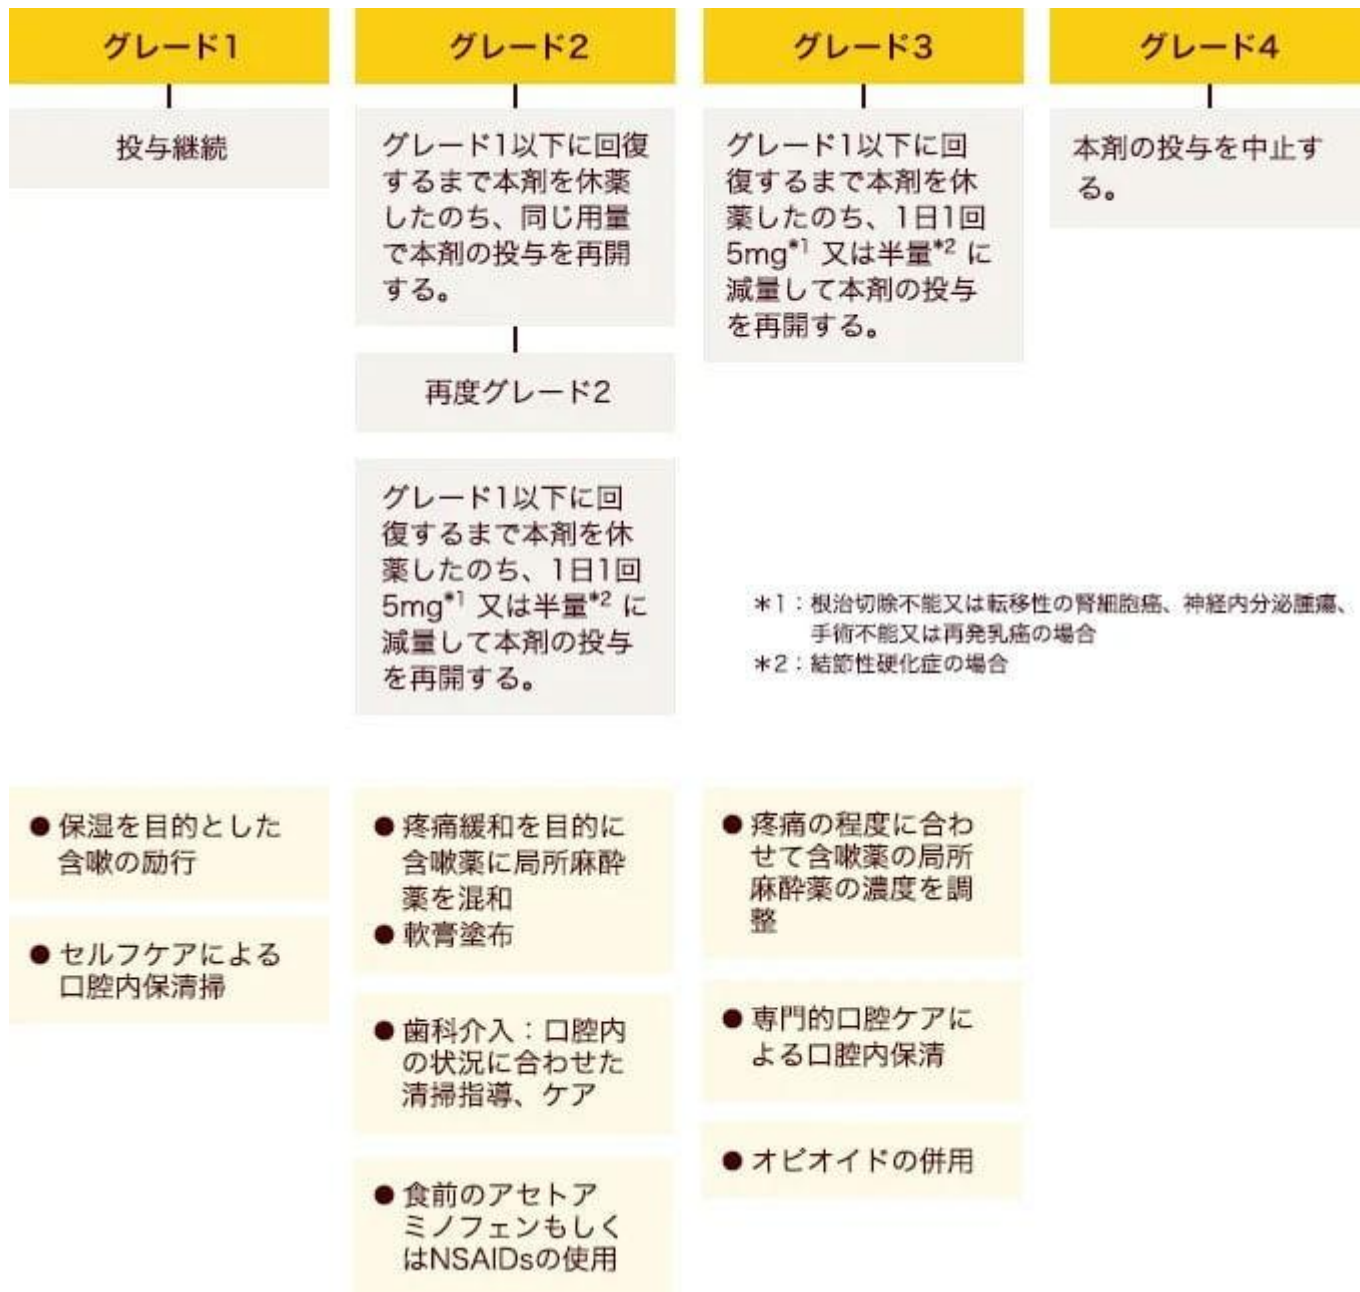 グレード1
投与継続
グレード2
グレード1以下に回復
するまで本剤を休薬
したのち、同じ用量
で本剤の投与を再開
する。
再度グレード2
グレード1以下に回
復するまで本剤を休
薬したのち、1日1回
5mg*1 又は半量*2 に
減量して本剤の投与
を再開する。
グレード3
グレード1以下に回
復するまで本剤を休
薬したのち、1日1回
5mg*1 又は半量*2 に
減量して本剤の投与
を再開する。
グレード4
本剤の投与を中止す
る。
*1:根治切除不能又は転移性の腎細胞癌、神経内分泌腫瘍、
手術不能又は再発乳癌の場合
*2:結節性硬化症の場合
● 保湿を目的とした
含嗽の励行
● セルフケアによる
口腔内保清掃
● 疼痛緩和を目的に
含嗽薬に局所麻酔
薬を混和
● 軟膏塗布
● 歯科介入:口腔内
の状況に合わせた
清掃指導、ケア
● 食前のアセトア
ミノフェンもしく
はNSAIDsの使用
● 疼痛の程度に合わ
せて含嗽薬の局所
麻酔薬の濃度を調
整
● 専門的口腔ケアに
よる口腔内保清
● オピオイドの併用